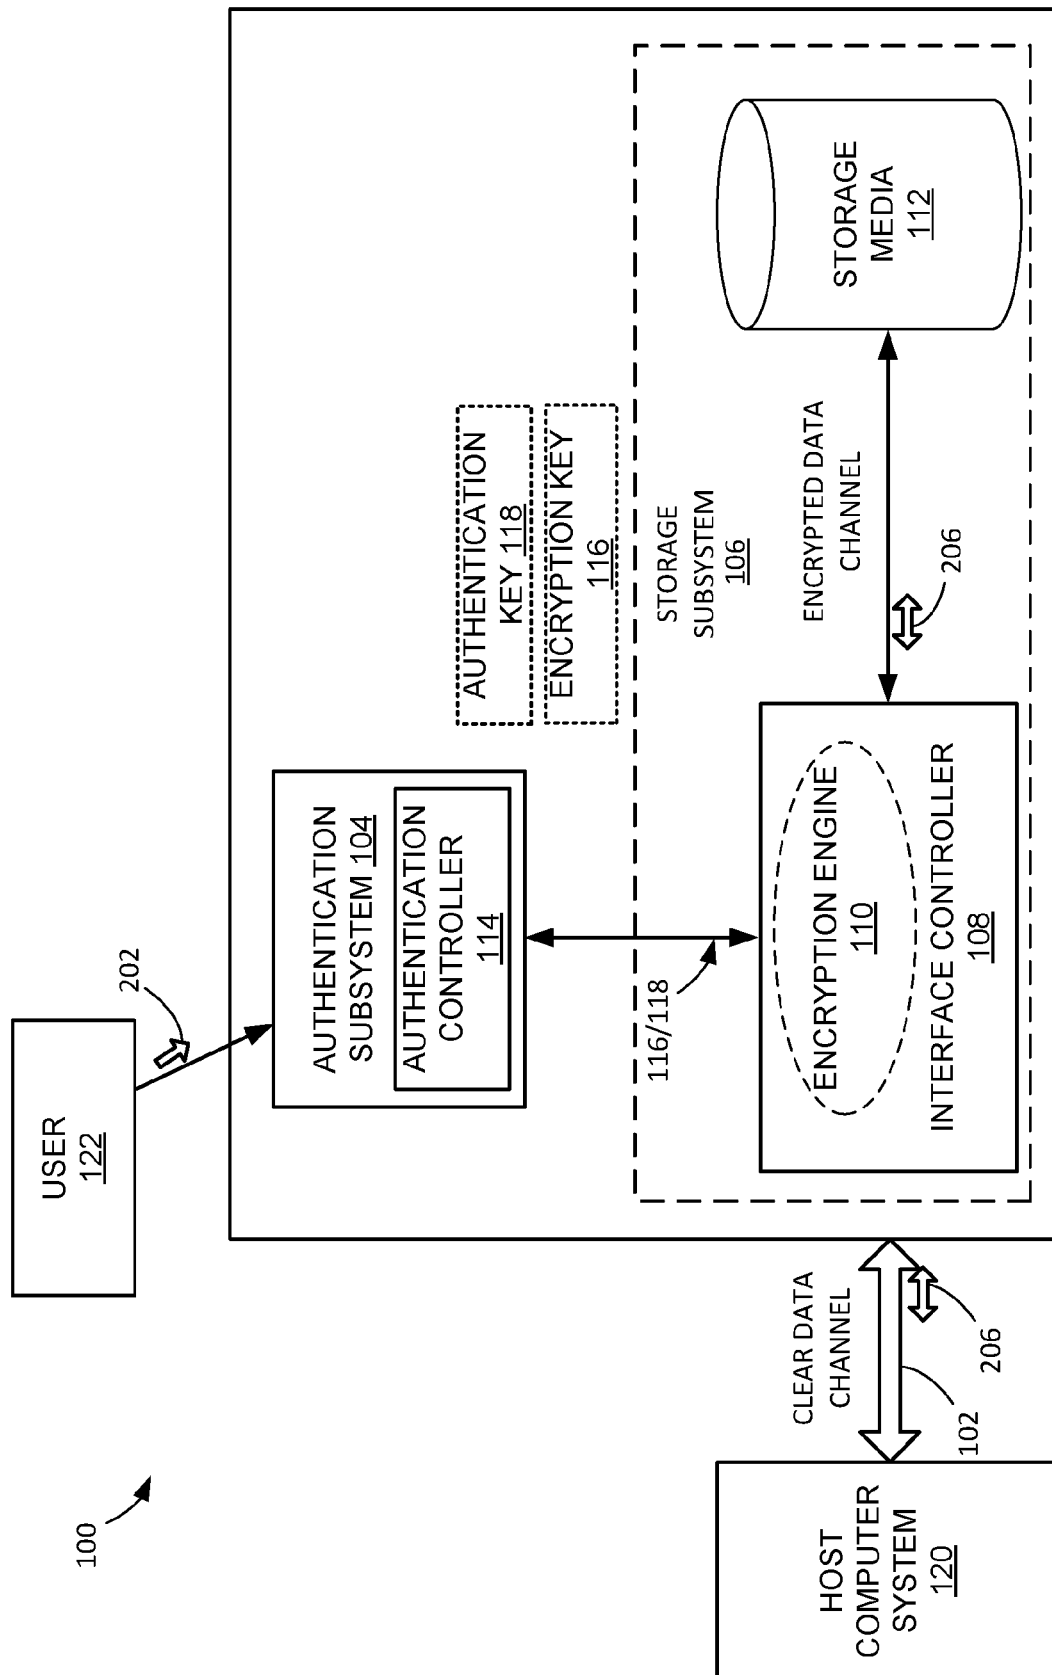 100
USER
122
202
AUTHENTICATION
SUBSYSTEM 104
AUTHENTICATION
CONTROLLER
114
AUTHENTICATION
KEY 118
ENCRYPTION KEY
116
116/118
STORAGE
SUBSYSTEM
106
HOST
COMPUTER
SYSTEM
120
CLEAR DATA
CHANNEL
102
206
ENCRYPTION ENGINE
110
INTERFACE CONTROLLER
108
ENCRYPTED DATA
CHANNEL
206
STORAGE
MEDIA
112